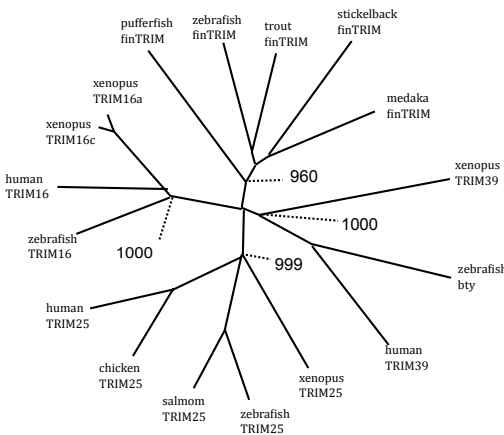 pufferfish
finTRIM
zebrafish
finTRIM
trout
finTRIM
stickelback
finTRIM
medaka
finTRIM
xenopus
TRIM16a
xenopus
TRIM16c
human
TRIM16
zebrafish
TRIM16
1000
960
xenopus
TRIM39
1000
999
zebrafish
bty
human
TRIM39
human
TRIM25
chicken
TRIM25
salmom
TRIM25
zebrafish
TRIM25
xenopus
TRIM25